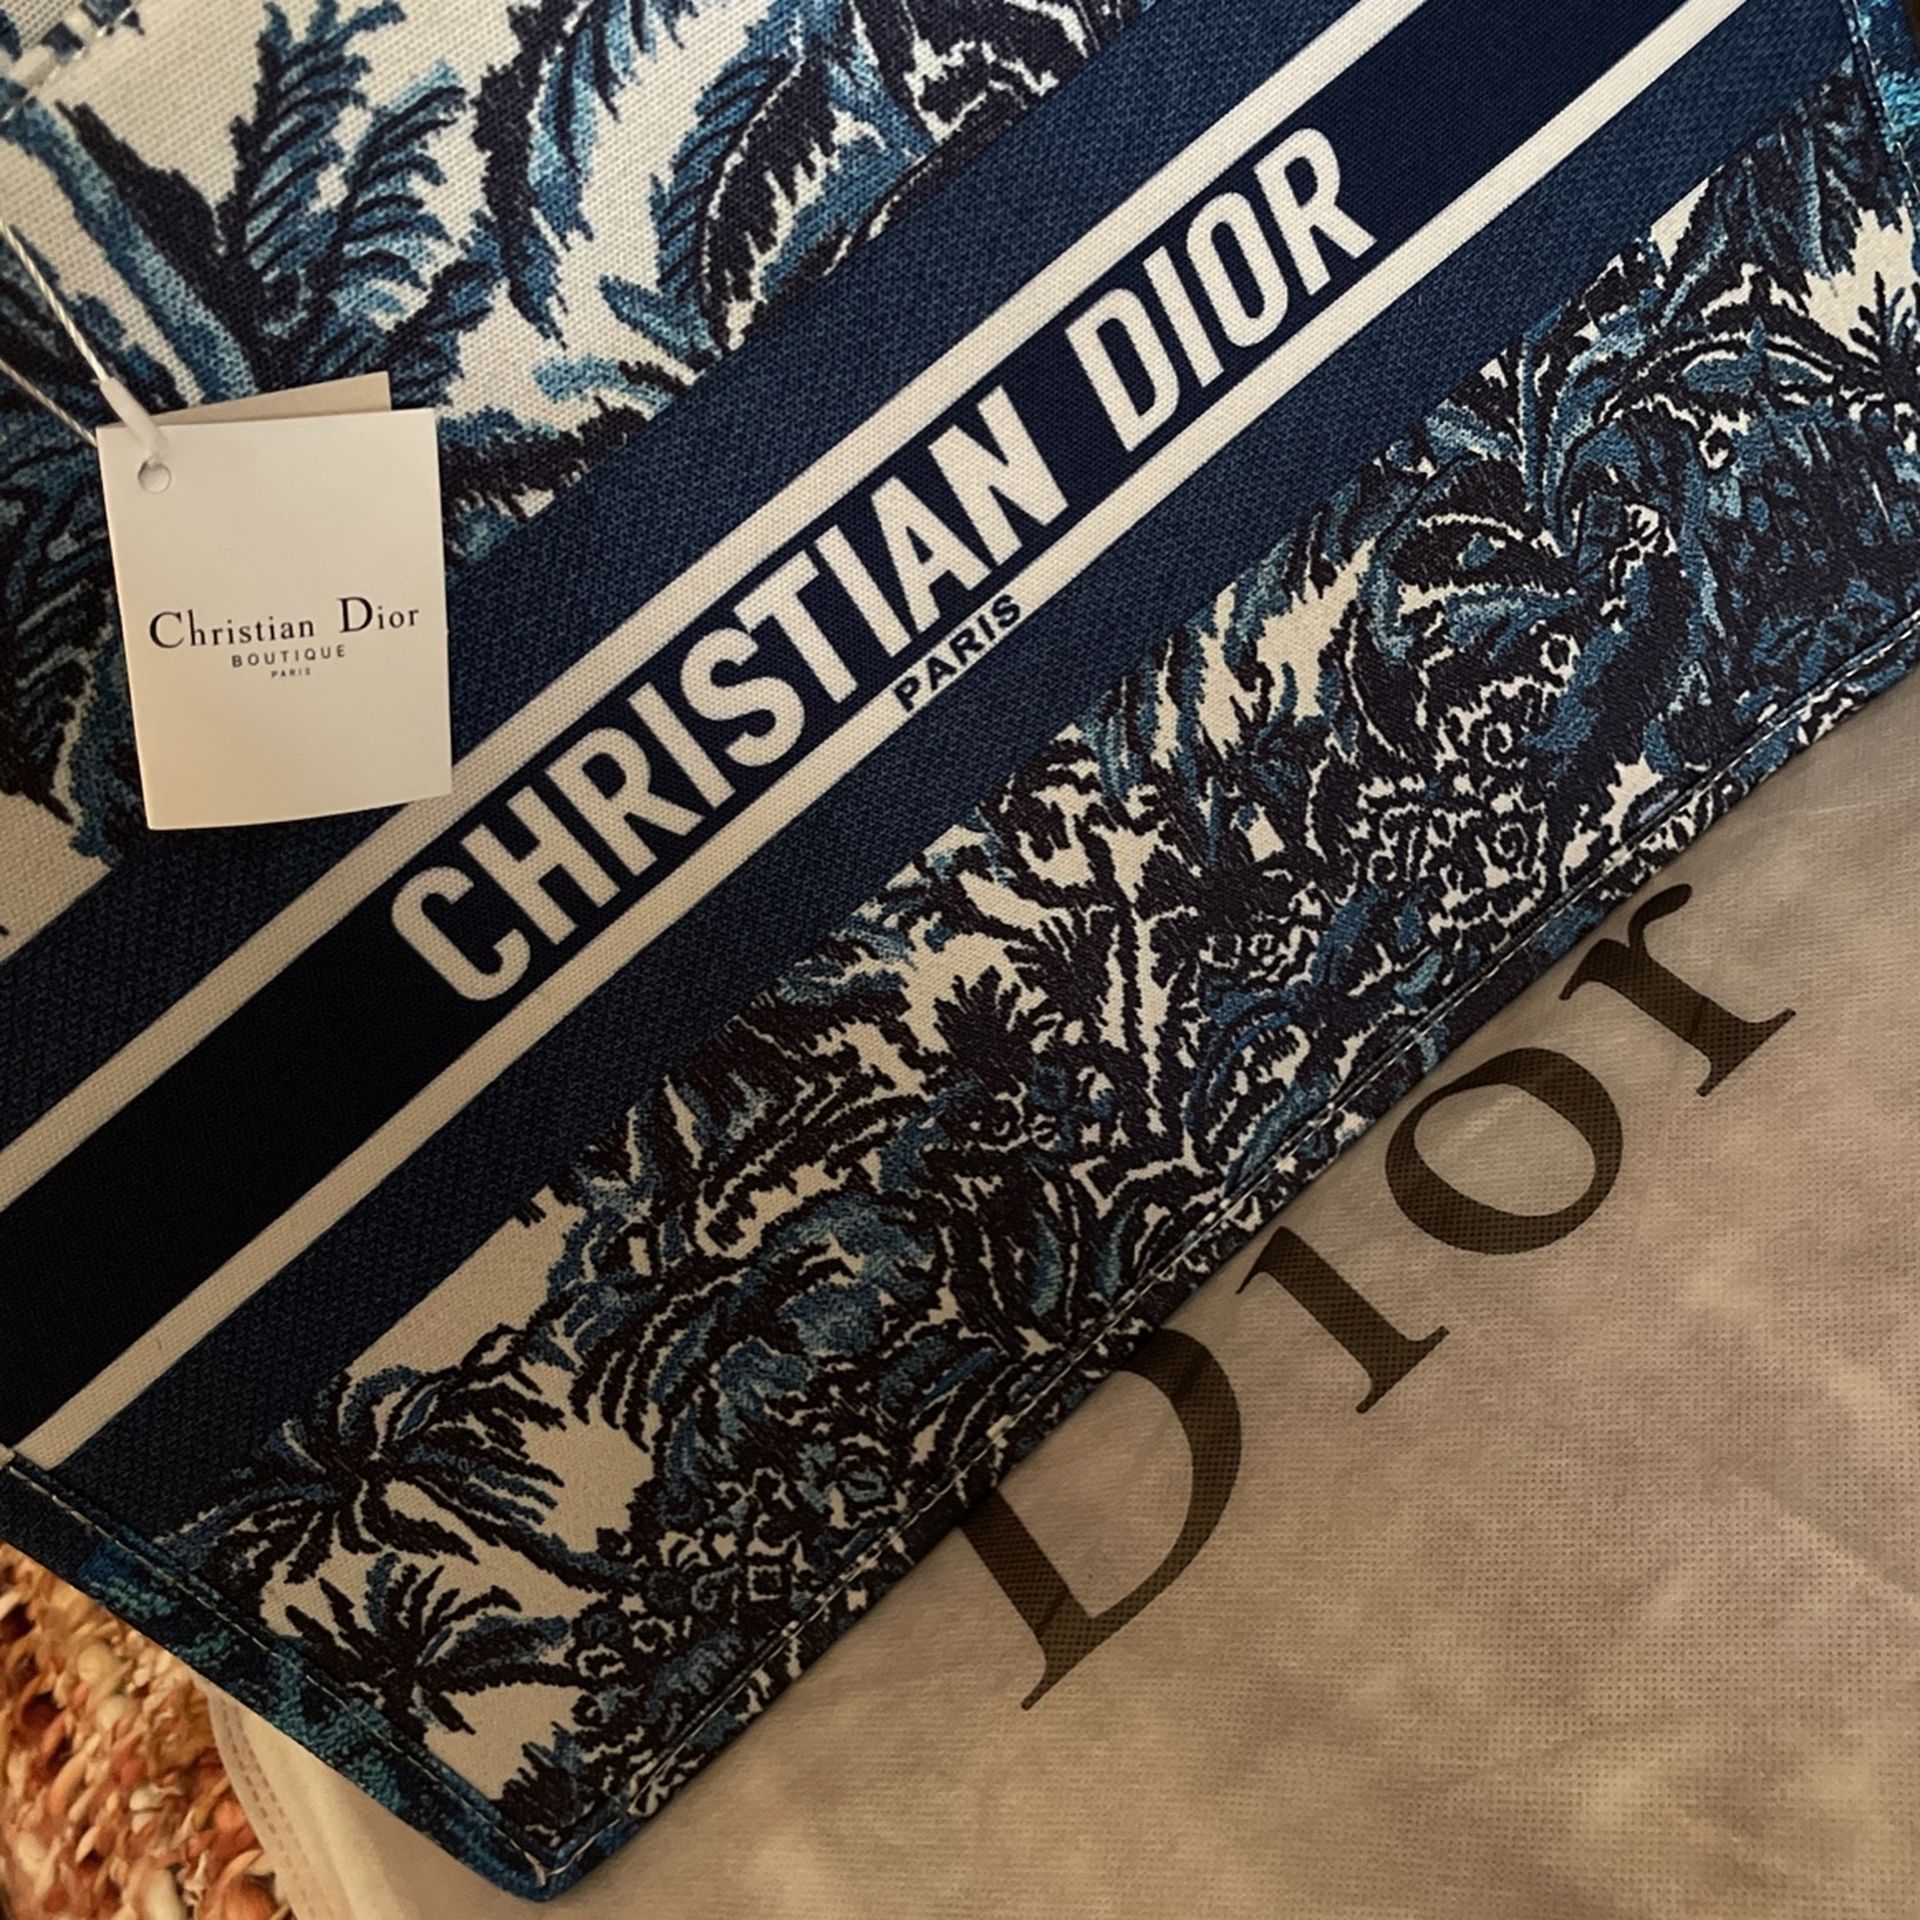 CHRISTIAN DIOR
PARIS
Christian Dior
BOUTIQUE
PARIS
Dior